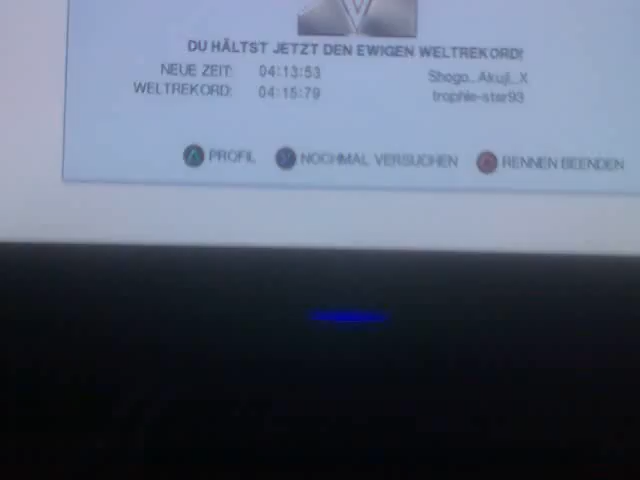 DU HÄLTST JETZT DEN EWIGEN WELTREKORD!
NEUE ZEIT: 04:13:53 Shogo_Akuji_X
WELTREKORD: 04:15:79 trophie-star93
PROFIL NOCHMAL VERSUCHEN RENNEN BEENDEN